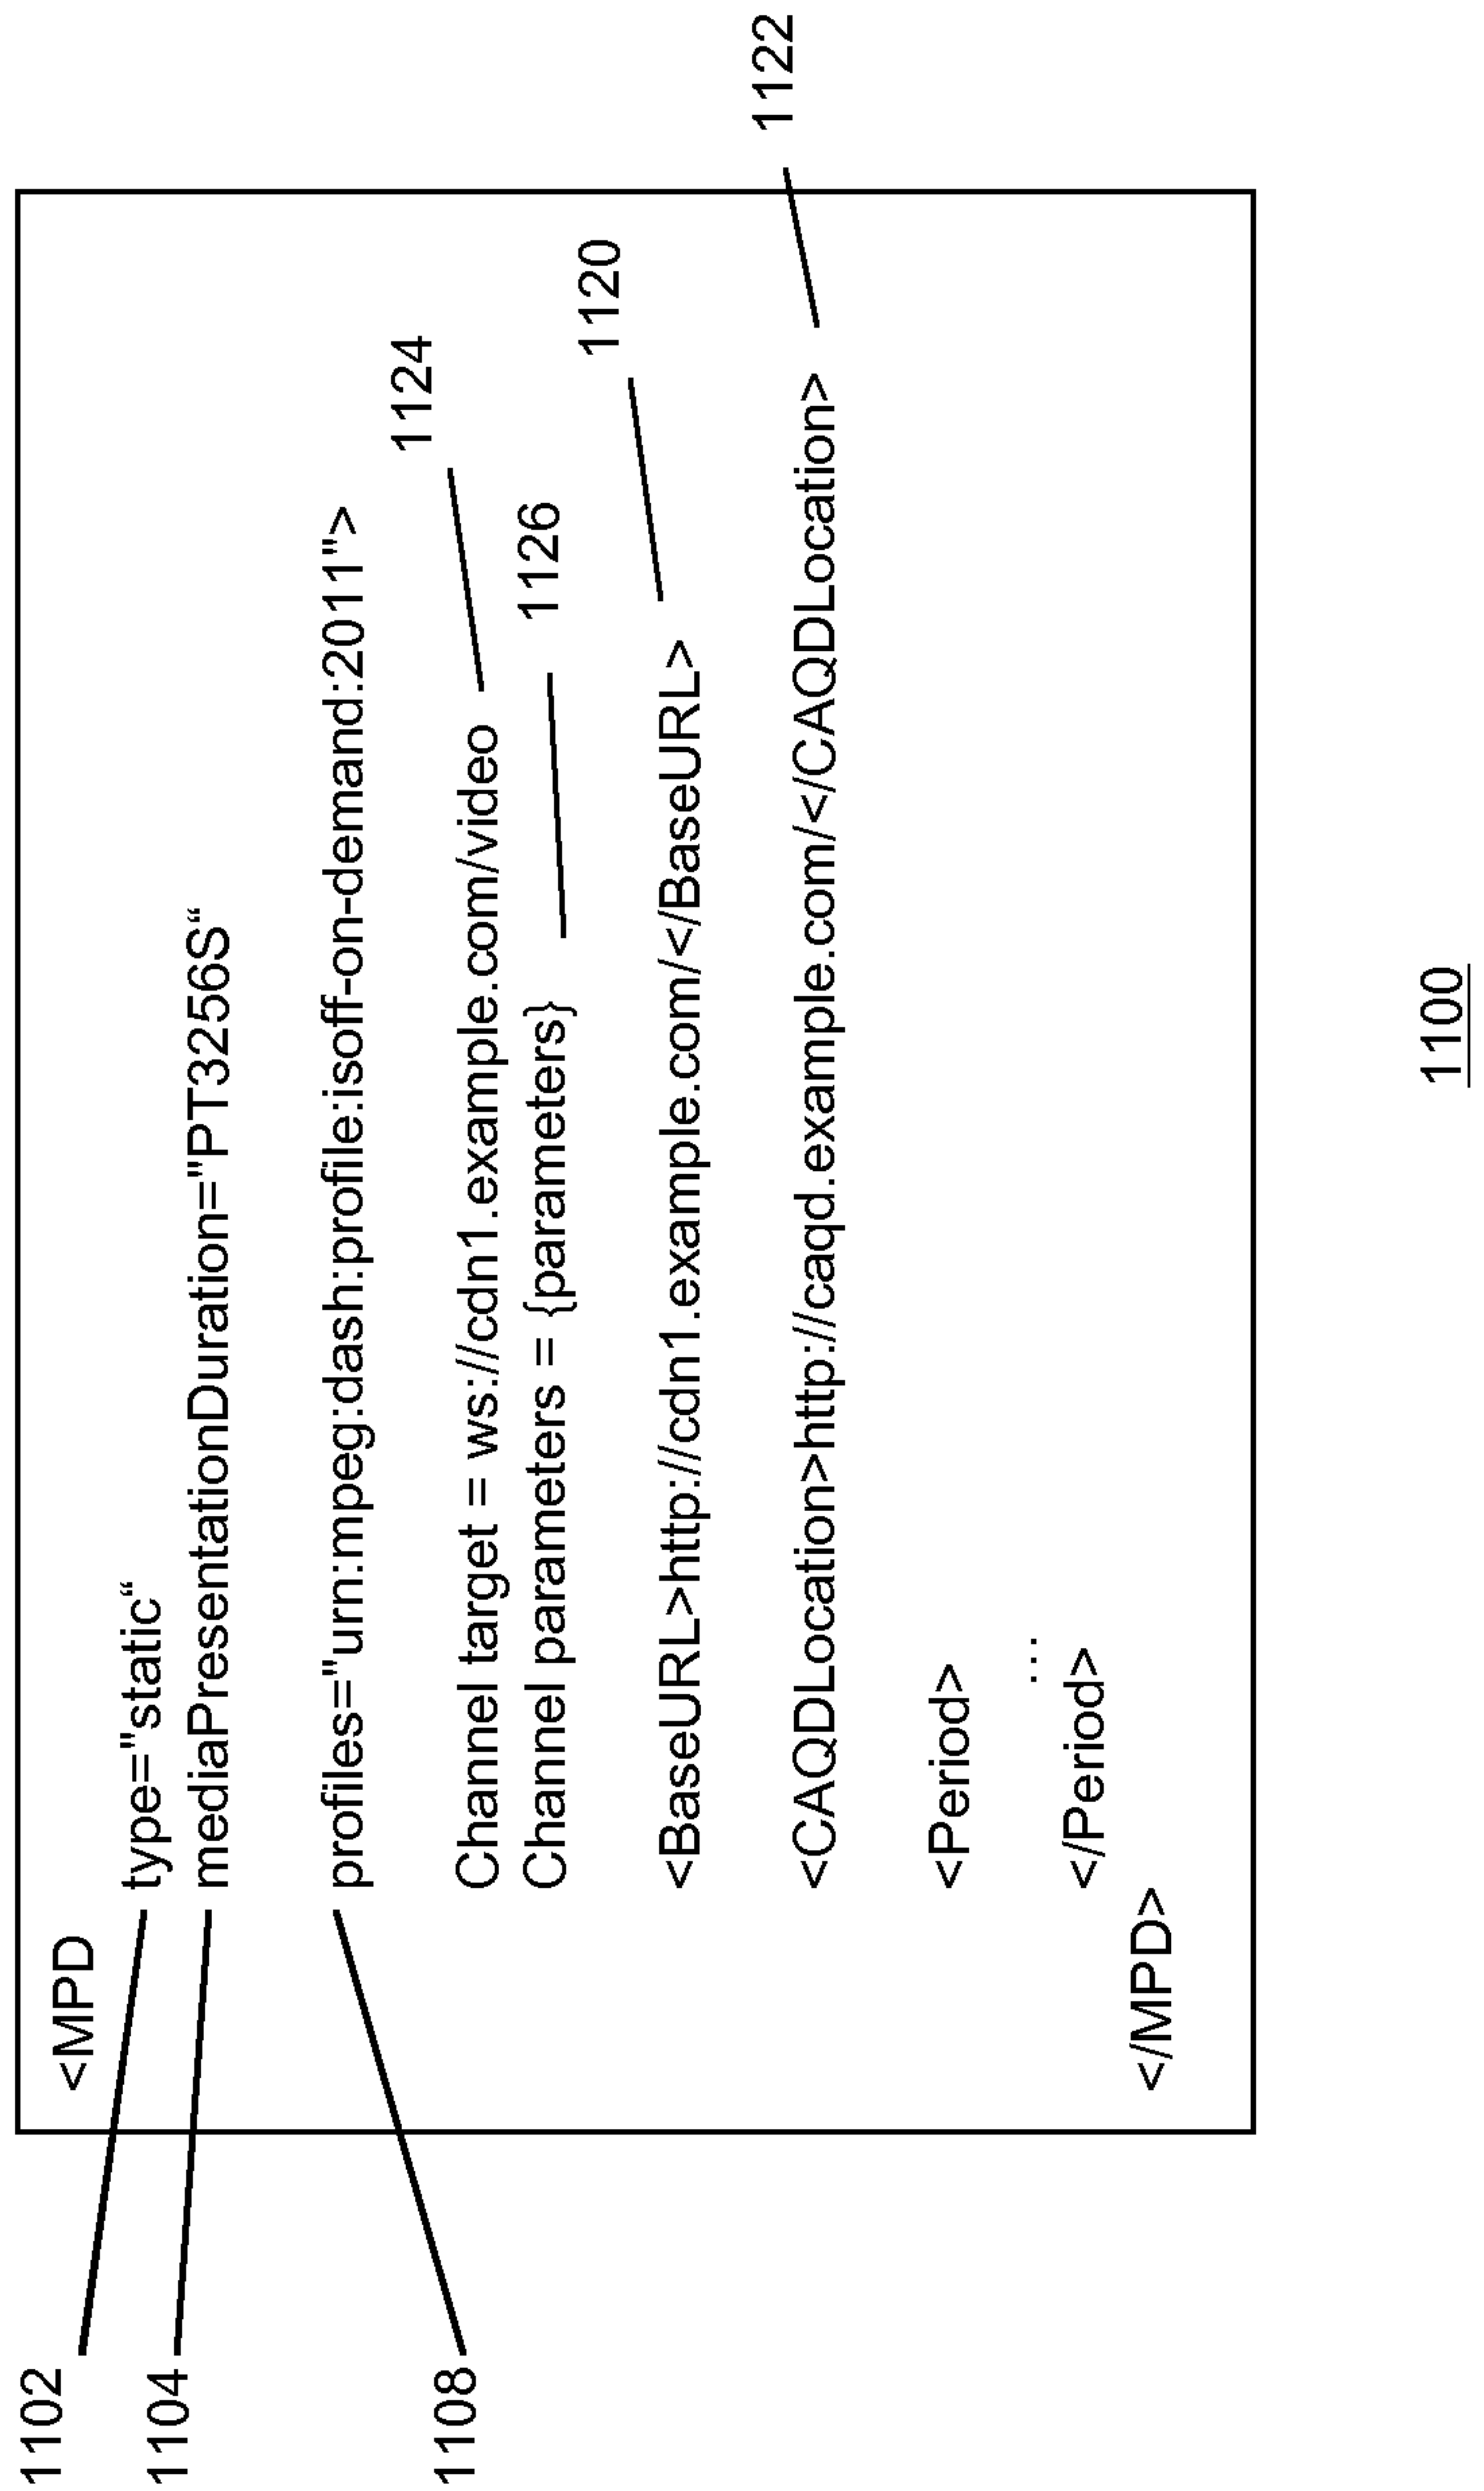 <MPD
1102 type="static“
1104 mediaPresentationDuration="PT3256S“
1108 profiles="urn:mpeg:dash:profile:isoff-on-demand:2011">
Channel target = ws://cdn1.example.com/video 1124
Channel parameters = {parameters} 1126
<BaseURL>http://cdn1.example.com/</BaseURL> 1120
<CAQDLocation>http://caqd.example.com/</CAQDLocation> 1122
<Period>
...
</Period>
</MPD>
1100